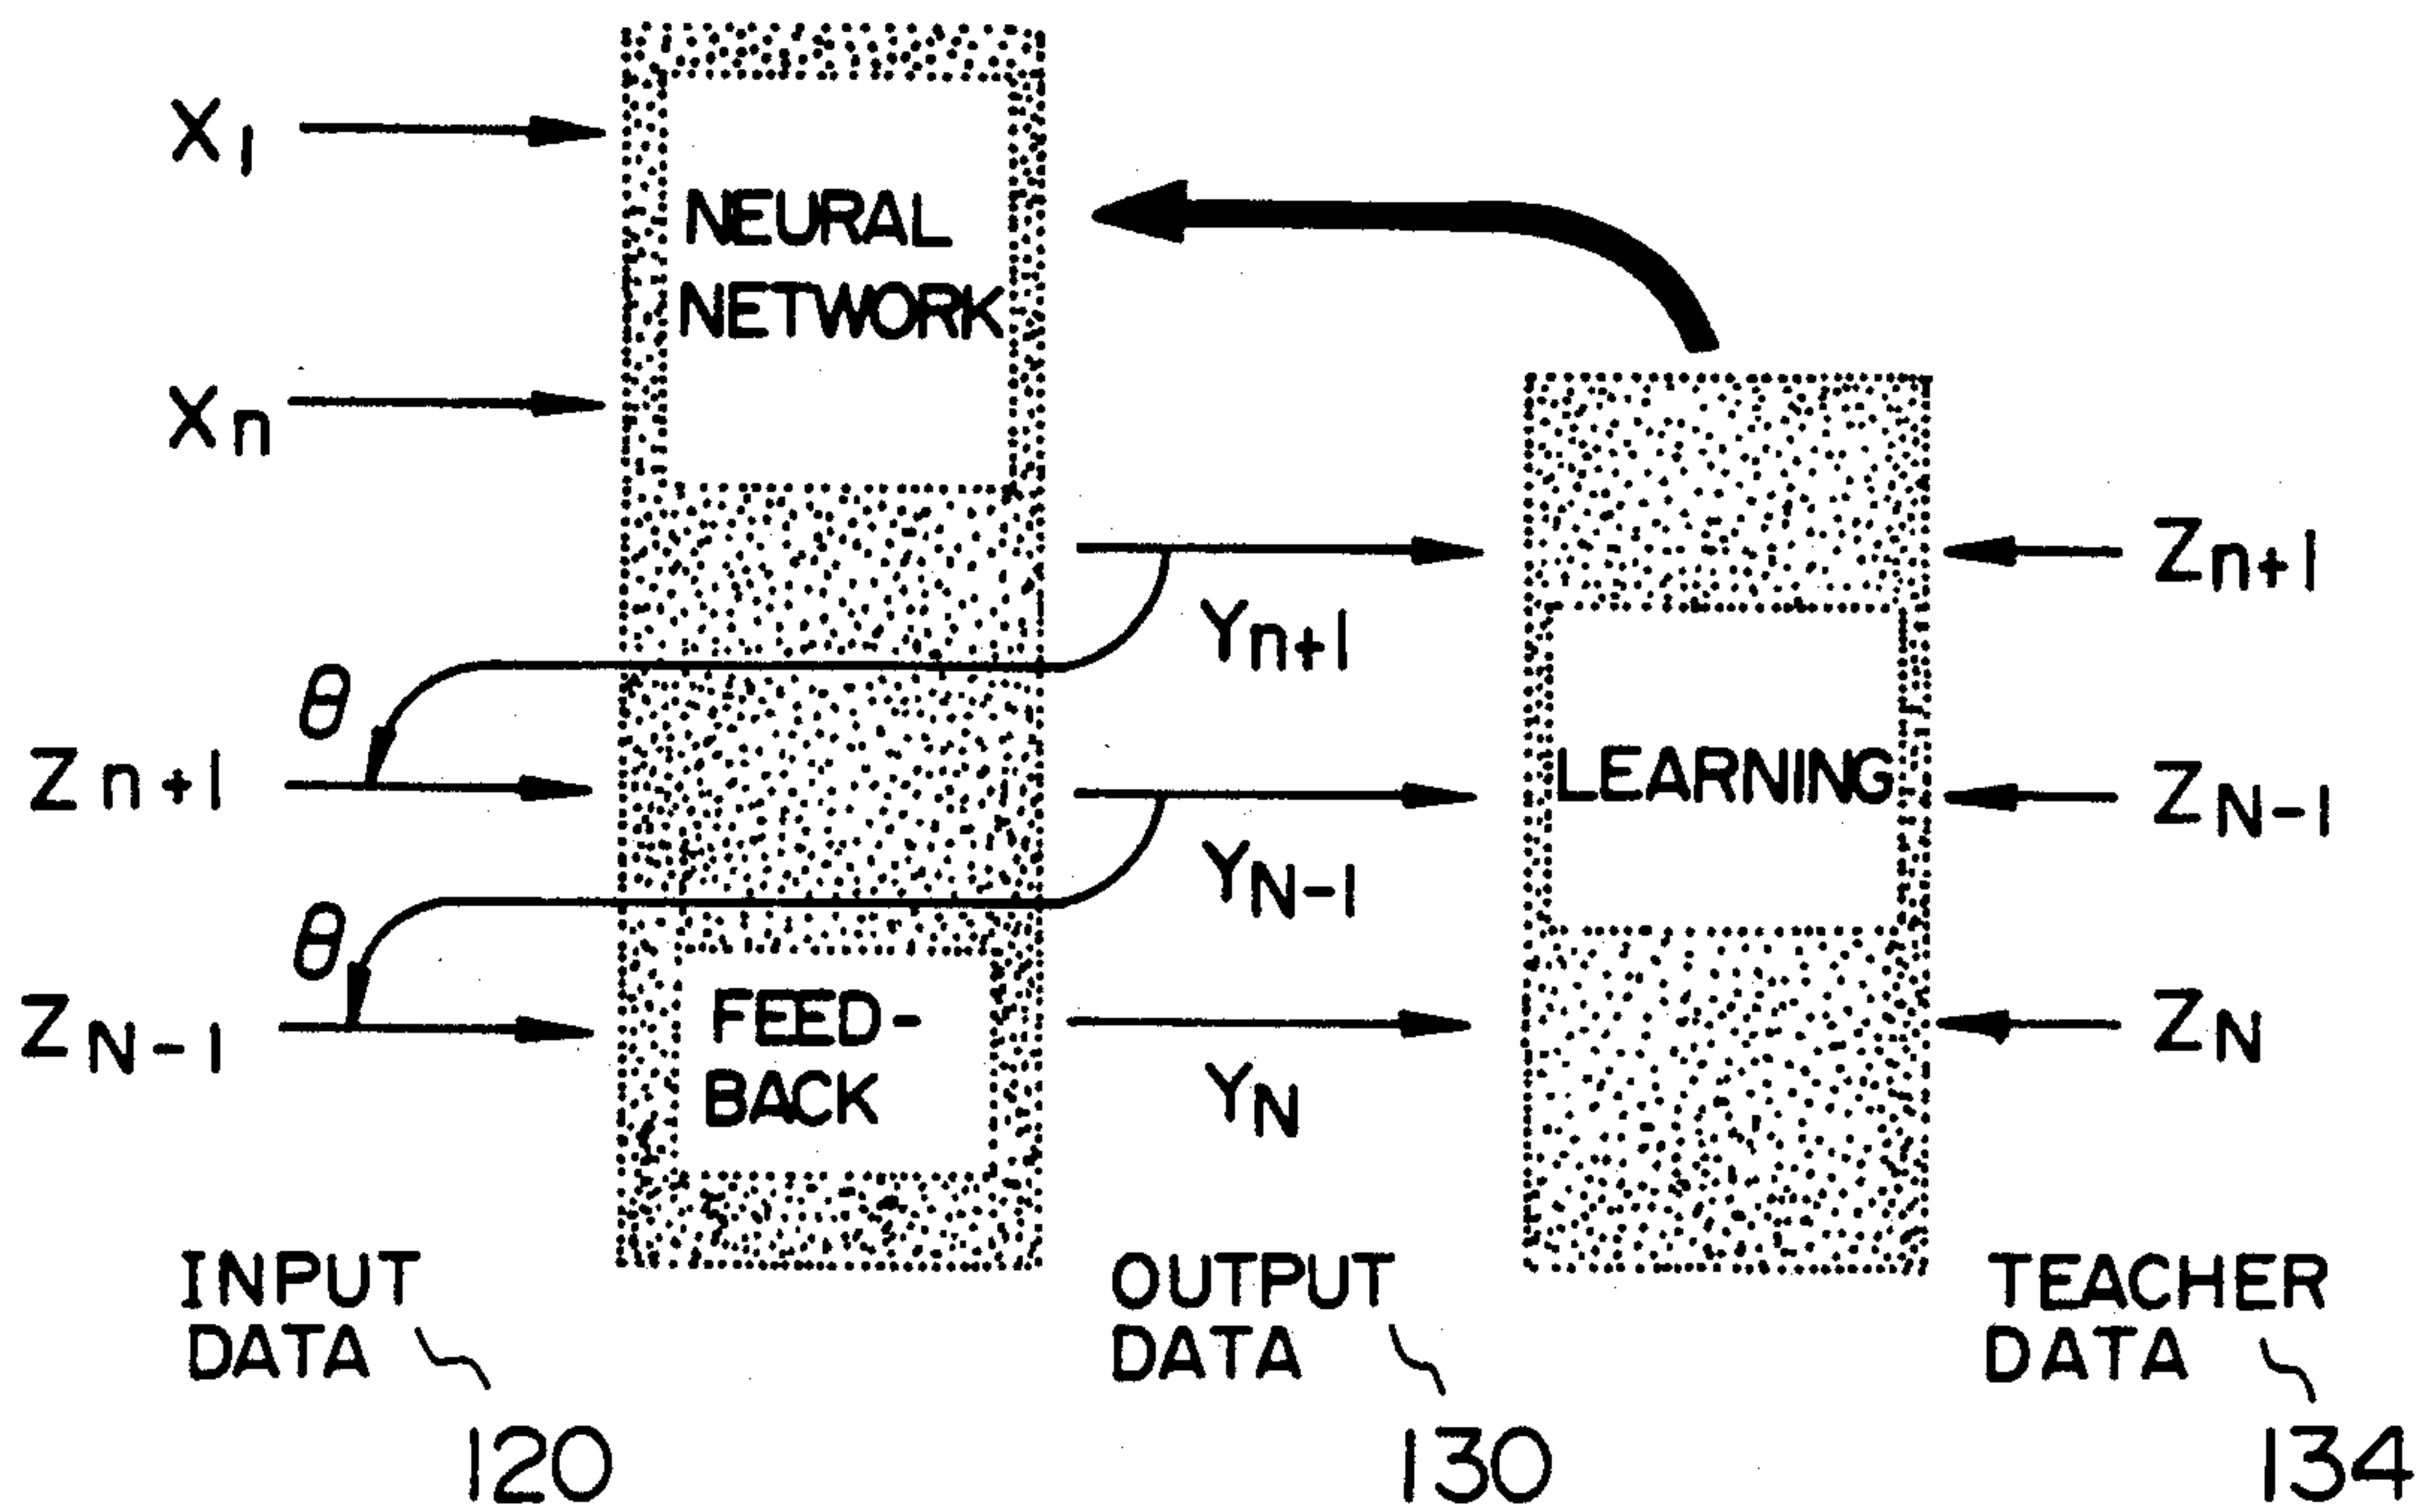 X1
NEURAL
NETWORK
Xn
Zn+1
Yn+1
θ
Zn+1
LEARNING
ZN-1
YN-1
θ
ZN-1
FEED-
BACK
ZN
YN
INPUT
DATA
OUTPUT
DATA
TEACHER
DATA
120
130
134